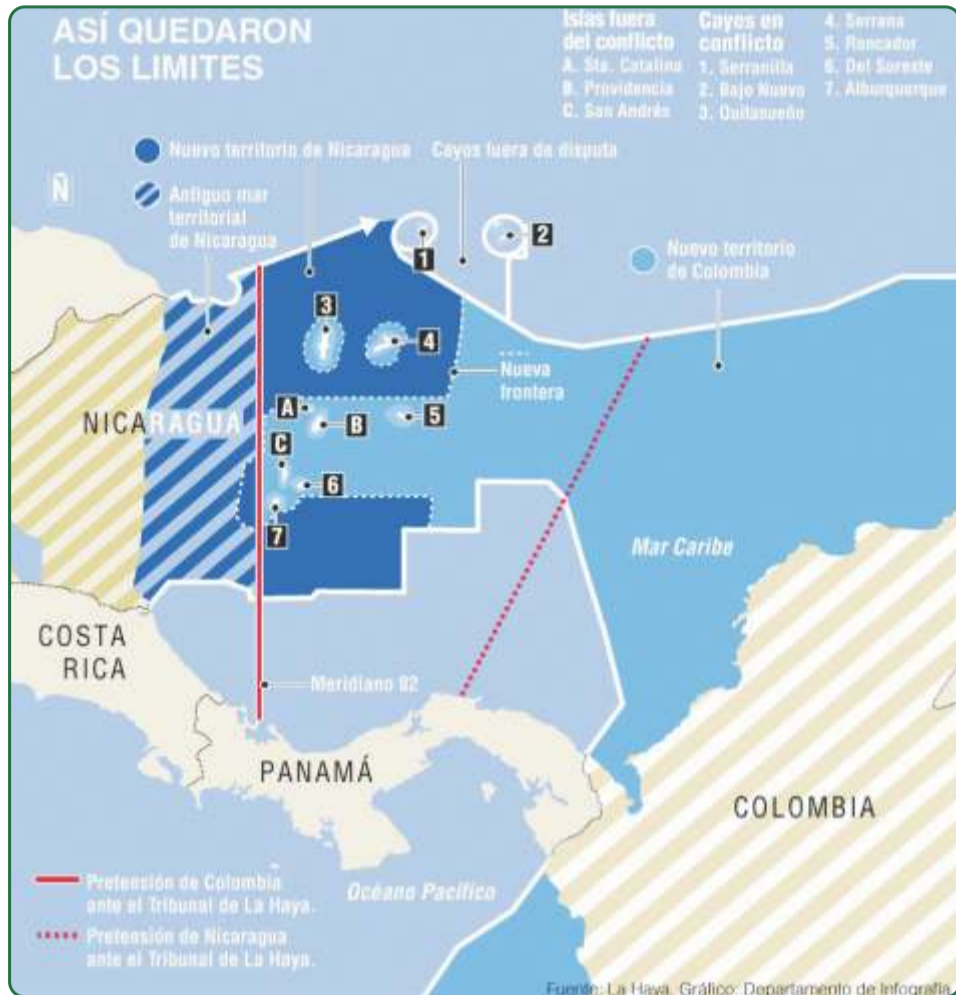 ASÍ QUEDARON
LOS LIMITES
Islas fuera
del conflicto
A. Sta. Catalina
B. Providencia
C. San Andrés
Cayos en
conflicto
1. Serranilla
2. Bajo Nuevo
3. Quitasueño
4. Serrana
5. Roncador
6. Del Sureste
7. Alburquerque
Nuevo territorio de Nicaragua
Cayos fuera de disputa
Ñ
Antiguo mar
territorial
de Nicaragua
1
2
Nuevo territorio
de Colombia
3
4
Nueva
frontera
A
B
5
NICARAGUA
C
6
7
Mar Caribe
COSTA
RICA
Meridiano 82
PANAMÁ
COLOMBIA
Pretensión de Colombia
ante el Tribunal de La Haya.
Océano Pacífico
Pretensión de Nicaragua
ante el Tribunal de La Haya.
Fuente: La Haya. Gráfico: Departamento de Infografía